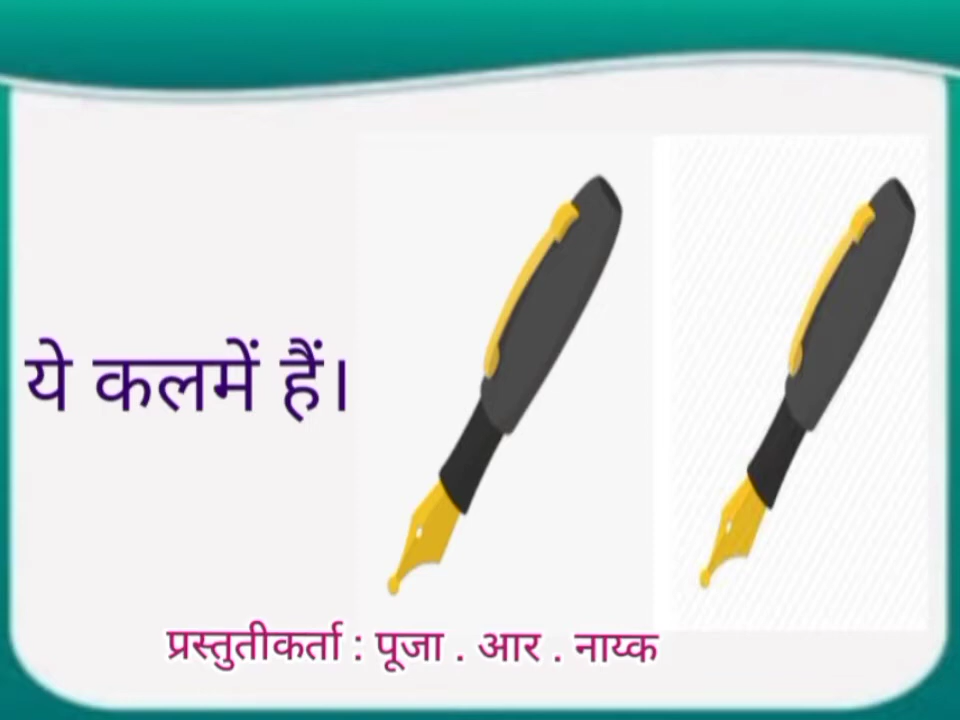 ये कलमें हैं।
प्रस्तुतीकर्ता : पूजा . आर . नाय्क